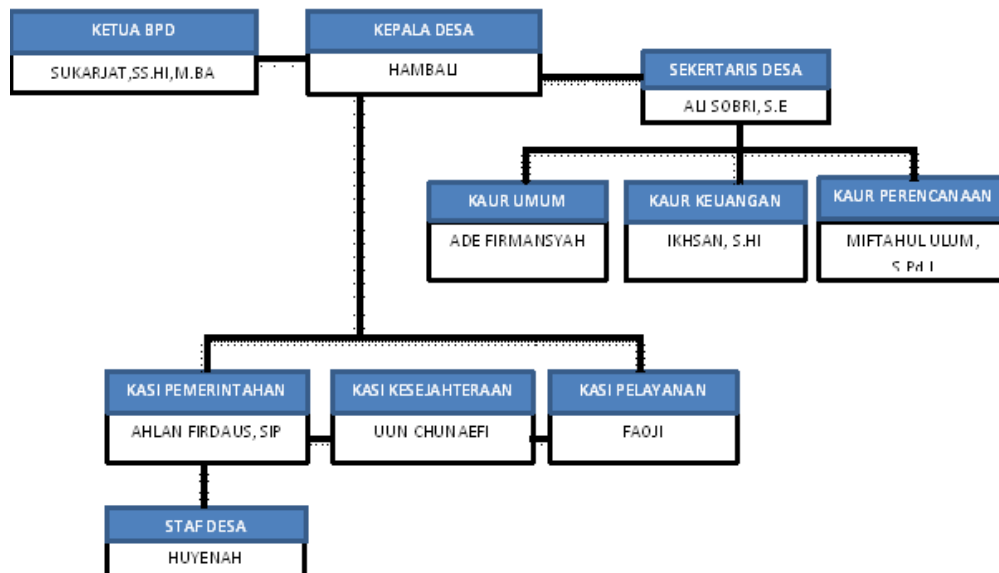 KETUA BPD
SUKARJAT,SS.HI,M.BA
KEPALA DESA
HAMBALI
SEKERTARIS DESA
ALI SOBRI, S.E
KAUR UMUM
ADE FIRMANSYAH
KAUR KEUANGAN
IKHSAN, S.HI
KAUR PERENCANAAN
MIFTAHUL ULUM,
S.Pd.I
KASI PEMERINTAHAN
AHLAN FIRDAUS, SIP
KASI KESEJAHTERAAN
UUN CHUNAEFI
KASI PELAYANAN
FAOJI
STAF DESA
HUYENAH